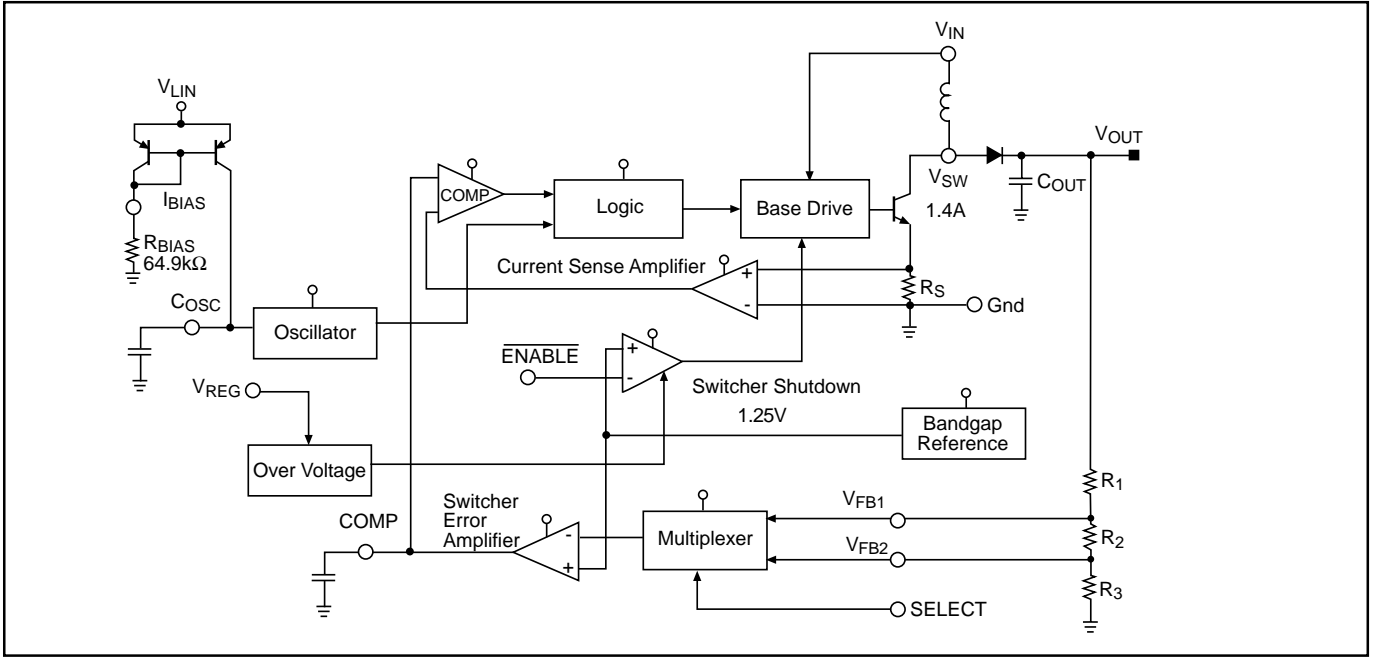 VIN
VLIN
VOUT
COMP
Logic
Base Drive
VSW
COUT
1.4A
IBIAS
RBIAS
64.9kΩ
Current Sense Amplifier
+
-
RS
Gnd
COSC
Oscillator
ENABLE
+
-
VREG
Switcher Shutdown
1.25V
Bandgap
Reference
Over Voltage
R1
Switcher
Error
Amplifier
COMP
-
+
Multiplexer
VFB1
R2
VFB2
R3
SELECT